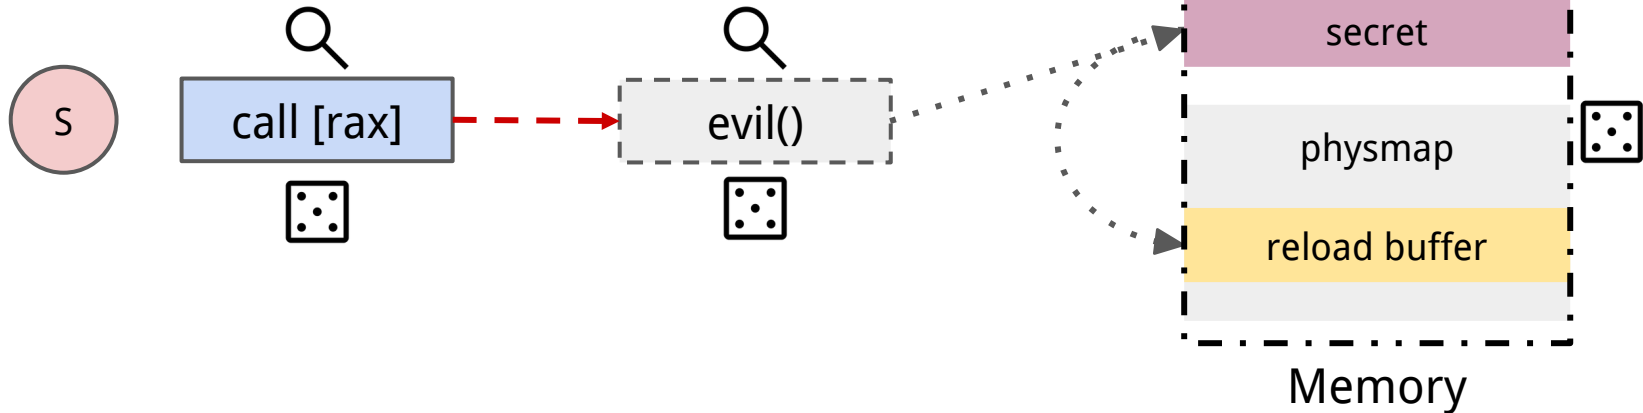 S
call [rax]
evil()
secret
physmap
reload buffer
Memory